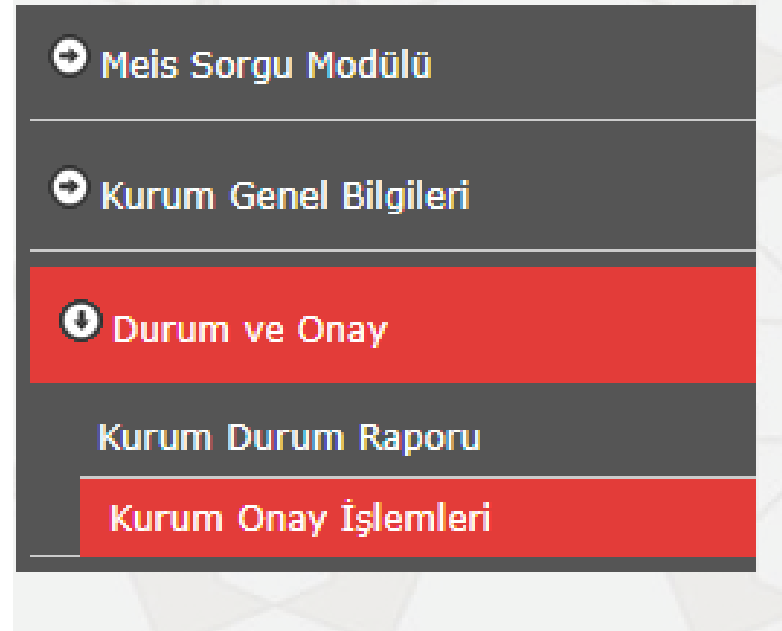 Meis Sorgu Modülü
Kurum Genel Bilgileri
Durum ve Onay
Kurum Durum Raporu
Kurum Onay İşlemleri